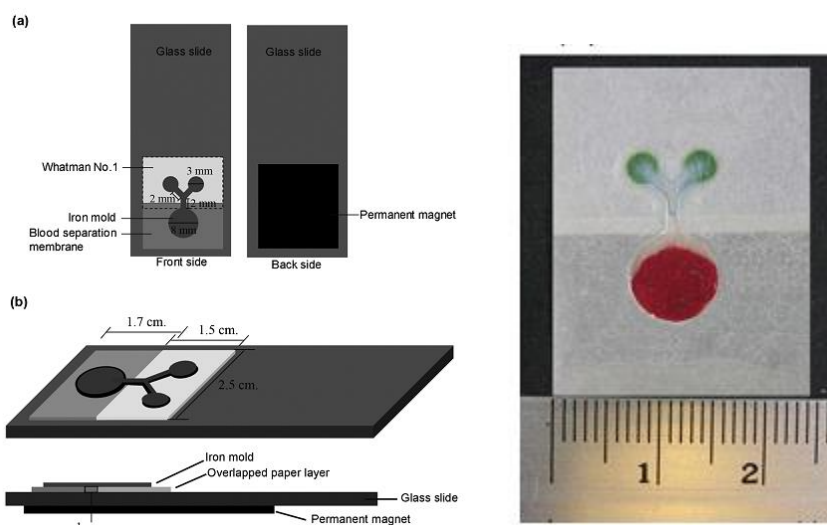 (a)
Glass slide
Glass slide
Whatman No.1
3 mm
2 mm
2 mm
Iron mold
Blood separation
membrane
8 mm
Permanent magnet
Front side
Back side
(b)
1.7 cm.
1.5 cm.
2.5 cm.
Iron mold
Overlapped paper layer
Glass slide
Permanent magnet
1
2